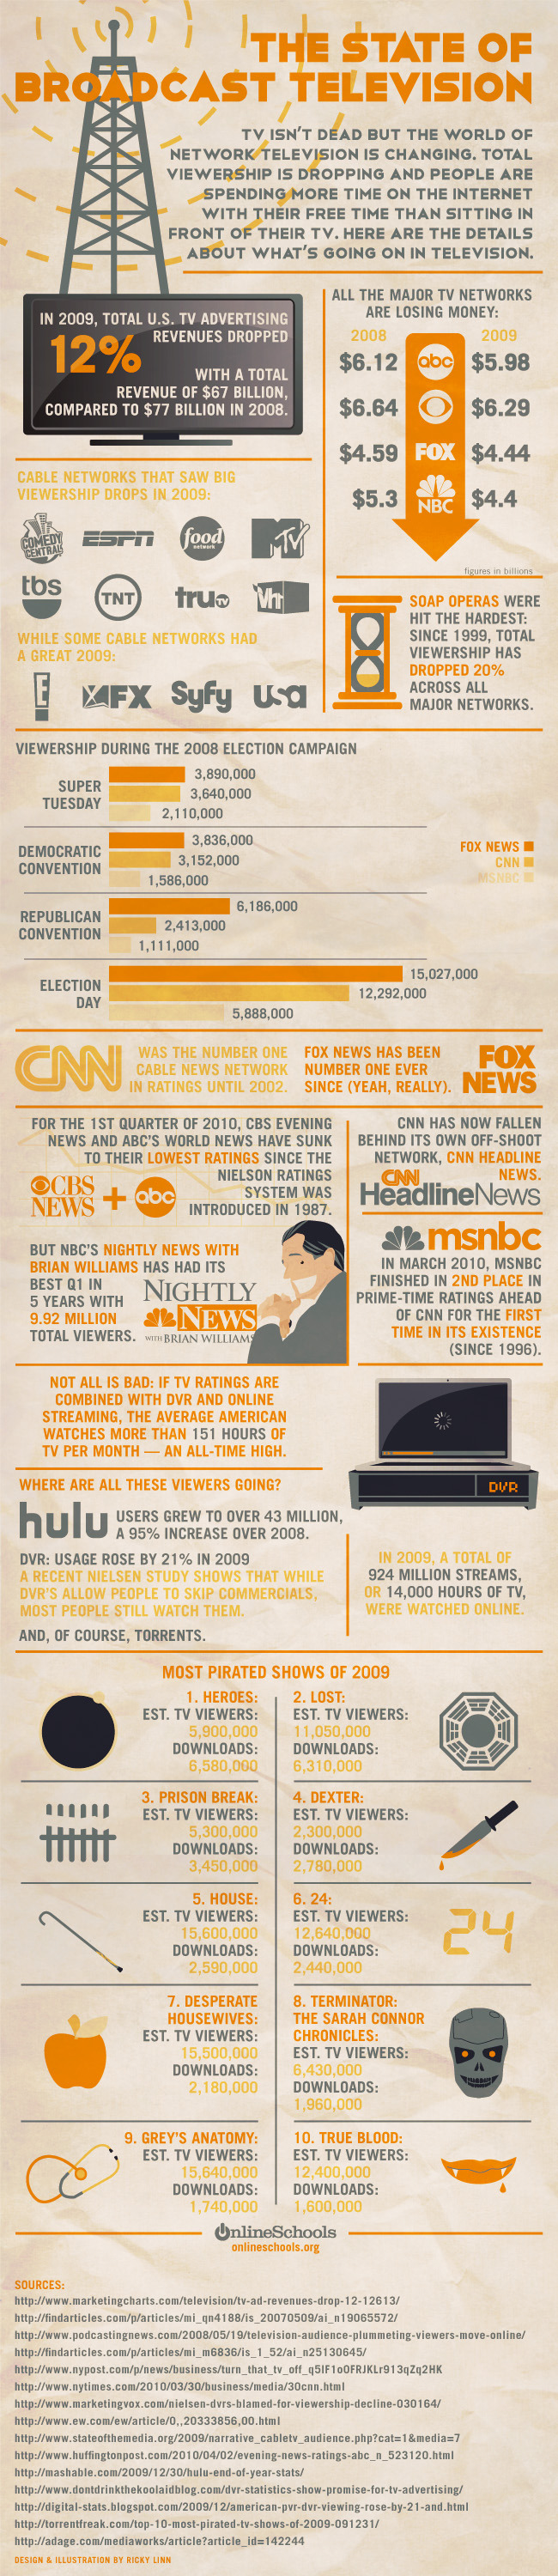 THE STATE OF
BROADCAST TELEVISION
TV ISN'T DEAD BUT THE WORLD OF
NETWORK TELEVISION IS CHANGING. TOTAL
VIEWERSHIP IS DROPPING AND PEOPLE ARE
SPENDING MORE TIME ON THE INTERNET
WITH THEIR FREE TIME THAN SITTING IN
FRONT OF THEIR TV. HERE ARE THE DETAILS
ABOUT WHAT'S GOING ON IN TELEVISION.
IN 2009, TOTAL U.S. TV ADVERTISING
12% REVENUES DROPPED
WITH A TOTAL
REVENUE OF $67 BILLION,
COMPARED TO $77 BILLION IN 2008.
ALL THE MAJOR TV NETWORKS
ARE LOSING MONEY:
2008 2009
$6.12 abc $5.98
$6.64 $6.29
$4.59 FOX $4.44
$5.3 NBC $4.4
figures in billions
CABLE NETWORKS THAT SAW BIG
VIEWERSHIP DROPS IN 2009:
COMEDY CENTRAL ESPN food network MTV
tbs TNT truTV Vh1
WHILE SOME CABLE NETWORKS HAD
A GREAT 2009:
E! FX Syfy usa
SOAP OPERAS WERE
HIT THE HARDEST:
SINCE 1999, TOTAL
VIEWERSHIP HAS
DROPPED 20%
ACROSS ALL
MAJOR NETWORKS.
VIEWERSHIP DURING THE 2008 ELECTION CAMPAIGN
SUPER
TUESDAY
3,890,000
3,640,000
2,110,000
DEMOCRATIC
CONVENTION
3,836,000
3,152,000
1,586,000
REPUBLICAN
CONVENTION
6,186,000
2,413,000
1,111,000
ELECTION
DAY
15,027,000
12,292,000
5,888,000
FOX NEWS
CNN
MSNBC
CNN
WAS THE NUMBER ONE
CABLE NEWS NETWORK
IN RATINGS UNTIL 2002.
FOX NEWS HAS BEEN
NUMBER ONE EVER
SINCE (YEAH, REALLY).
FOX
NEWS
FOR THE 1ST QUARTER OF 2010, CBS EVENING
NEWS AND ABC'S WORLD NEWS HAVE SUNK
TO THEIR LOWEST RATINGS SINCE THE
NIELSON RATINGS
SYSTEM WAS
INTRODUCED IN 1987.
CBS
NEWS + abc
BUT NBC'S NIGHTLY NEWS WITH
BRIAN WILLIAMS HAS HAD ITS
BEST Q1 IN
5 YEARS WITH
9.92 MILLION
TOTAL VIEWERS.
NIGHTLY
NEWS
WITH BRIAN WILLIAMS
CNN HAS NOW FALLEN
BEHIND ITS OWN OFF-SHOOT
NETWORK, CNN HEADLINE
NEWS.
CNN
HeadlineNews
msnbc
IN MARCH 2010, MSNBC
FINISHED IN 2ND PLACE IN
PRIME-TIME RATINGS AHEAD
OF CNN FOR THE FIRST
TIME IN ITS EXISTENCE
(SINCE 1996).
NOT ALL IS BAD: IF TV RATINGS ARE
COMBINED WITH DVR AND ONLINE
STREAMING, THE AVERAGE AMERICAN
WATCHES MORE THAN 151 HOURS OF
TV PER MONTH — AN ALL-TIME HIGH.
DVR
WHERE ARE ALL THESE VIEWERS GOING?
hulu
USERS GREW TO OVER 43 MILLION,
A 95% INCREASE OVER 2008.
DVR: USAGE ROSE BY 21% IN 2009
A RECENT NIELSEN STUDY SHOWS THAT WHILE
DVR'S ALLOW PEOPLE TO SKIP COMMERCIALS,
MOST PEOPLE STILL WATCH THEM.
AND, OF COURSE, TORRENTS.
IN 2009, A TOTAL OF
924 MILLION STREAMS,
OR 14,000 HOURS OF TV,
WERE WATCHED ONLINE.
MOST PIRATED SHOWS OF 2009
1. HEROES:
EST. TV VIEWERS:
5,900,000
DOWNLOADS:
6,580,000
2. LOST:
EST. TV VIEWERS:
11,050,000
DOWNLOADS:
6,310,000
3. PRISON BREAK:
EST. TV VIEWERS:
5,300,000
DOWNLOADS:
3,450,000
4. DEXTER:
EST. TV VIEWERS:
2,300,000
DOWNLOADS:
2,780,000
5. HOUSE:
EST. TV VIEWERS:
15,600,000
DOWNLOADS:
2,590,000
6. 24:
EST. TV VIEWERS:
12,640,000
DOWNLOADS:
2,440,000
24
7. DESPERATE
HOUSEWIVES:
EST. TV VIEWERS:
15,500,000
DOWNLOADS:
2,180,000
8. TERMINATOR:
THE SARAH CONNOR
CHRONICLES:
EST. TV VIEWERS:
6,430,000
DOWNLOADS:
1,960,000
9. GREY'S ANATOMY:
EST. TV VIEWERS:
15,640,000
DOWNLOADS:
1,740,000
10. TRUE BLOOD:
EST. TV VIEWERS:
12,400,000
DOWNLOADS:
1,600,000
OnlineSchools
onlineschools.org
SOURCES:
http://www.marketingcharts.com/television/tv-ad-revenues-drop-12-12613/
http://findarticles.com/p/articles/mi_qn4188/is_20070509/ai_n19065572/
http://www.podcastingnews.com/2008/05/19/television-audience-plummeting-viewers-move-online/
http://findarticles.com/p/articles/mi_m6836/is_1_52/ai_n25130645/
http://www.nypost.com/p/news/business/turn_that_tv_off_q5IF1o0FRJKLr913qZq2HK
http://www.nytimes.com/2010/03/30/business/media/30cnn.html
http://www.marketingvox.com/nielsen-dvrs-blamed-for-viewership-decline-030164/
http://www.ew.com/ew/article/0,,20333856,00.html
http://www.stateofthemedia.org/2009/narrative_cabletv_audience.php?cat=1&media=7
http://www.huffingtonpost.com/2010/04/02/evening-news-ratings-abc_n_523120.html
http://mashable.com/2009/12/30/hulu-end-of-year-stats/
http://www.dontdrinkthekoolaidblog.com/dvr-statistics-show-promise-for-tv-advertising/
http://digital-stats.blogspot.com/2009/12/american-pvr-dvr-viewing-rose-by-21-and.html
http://torrentfreak.com/top-10-most-pirated-tv-shows-of-2009-091231/
http://adage.com/mediaworks/article?article_id=142244
DESIGN & ILLUSTRATION BY RICKY LINN